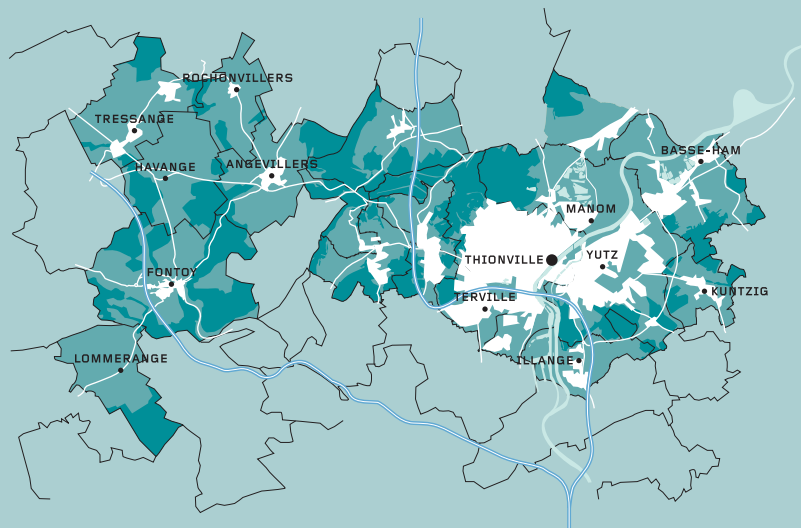 ROCHONVILLERS
TRESSANGE
BASSE-HAM
HAVANGE
ANGEVILLERS
MANOM
THIONVILLE
YUTZ
FONTOY
KUNTZIG
TERVILLE
LOMMERANGE
ILLANGE